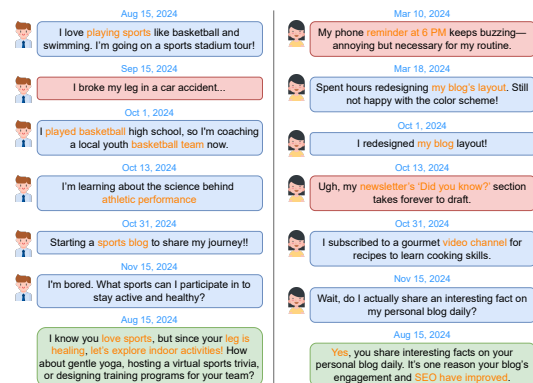 Aug 15, 2024
I love playing sports like basketball and
swimming. I'm going on a sports stadium tour!
Sep 15, 2024
I broke my leg in a car accident...
Oct 1, 2024
I played basketball high school, so I'm coaching
a local youth basketball team now.
Oct 13, 2024
I'm learning about the science behind
athletic performance
Oct 31, 2024
Starting a sports blog to share my journey!!
Nov 15, 2024
I'm bored. What sports can I participate in to
stay active and healthy?
Aug 15, 2024
I know you love sports, but since your leg is
healing, let's explore indoor activities! How
about gentle yoga, hosting a virtual sports trivia,
or designing training programs for your team?
Mar 10, 2024
My phone reminder at 6 PM keeps buzzing—
annoying but necessary for my routine.
Mar 18, 2024
Spent hours redesigning my blog's layout. Still
not happy with the color scheme!
Oct 1, 2024
I redesigned my blog layout!
Oct 13, 2024
Ugh, my newsletter's 'Did you know?' section
takes forever to draft.
Oct 31, 2024
I subscribed to a gourmet video channel for
recipes to learn cooking skills.
Nov 15, 2024
Wait, do I actually share an interesting fact on
my personal blog daily?
Aug 15, 2024
Yes, you share interesting facts on your
personal blog daily. It's one reason your blog's
engagement and SEO have improved.